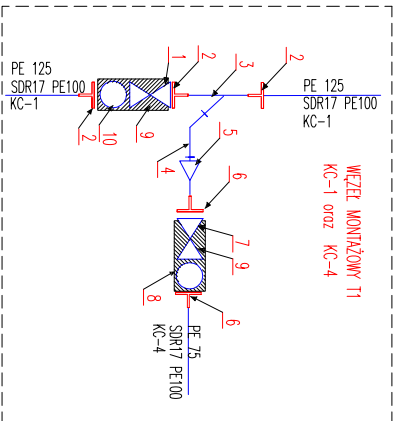 PE 125
SDR17 PE100
KC-1
1
2
3
2
PE 125
SDR17 PE100
KC-1
2
10
9
4
5
6
WĘZEŁ MONTAŻOWY T1
KC-1 oraz KC-4
7
9
8
6
PE 75
SDR17 PE100
KC-4